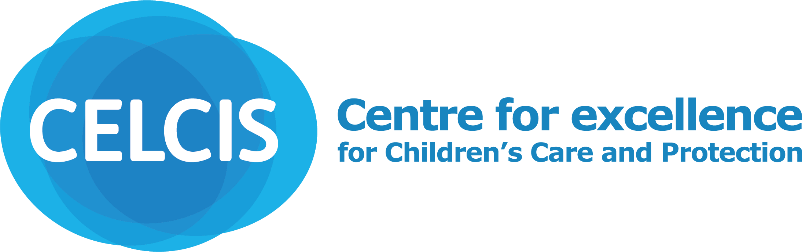 CELCIS
Centre for excellence
for Children's Care and Protection